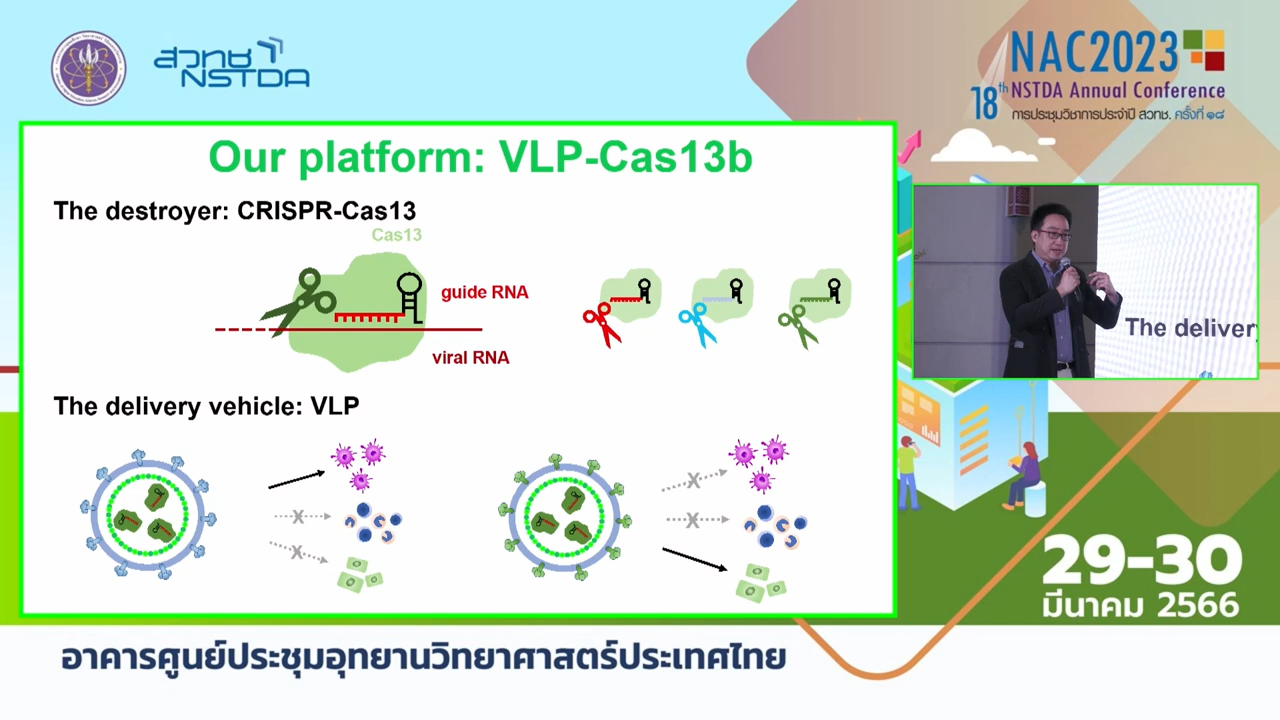 สวทช
NSTDA
NAC2023
18th NSTDA Annual Conference
การประชุมวิชาการประจำปี สวทช. ครั้งที่ ๑๘
Our platform: VLP-Cas13b
The destroyer: CRISPR-Cas13
Cas13
guide RNA
viral RNA
The delivery vehicle: VLP
X
X
X
X
The deliver
29-30
มีนาคม 2566
อาคารศูนย์ประชุมอุทยานวิทยาศาสตร์ประเทศไทย